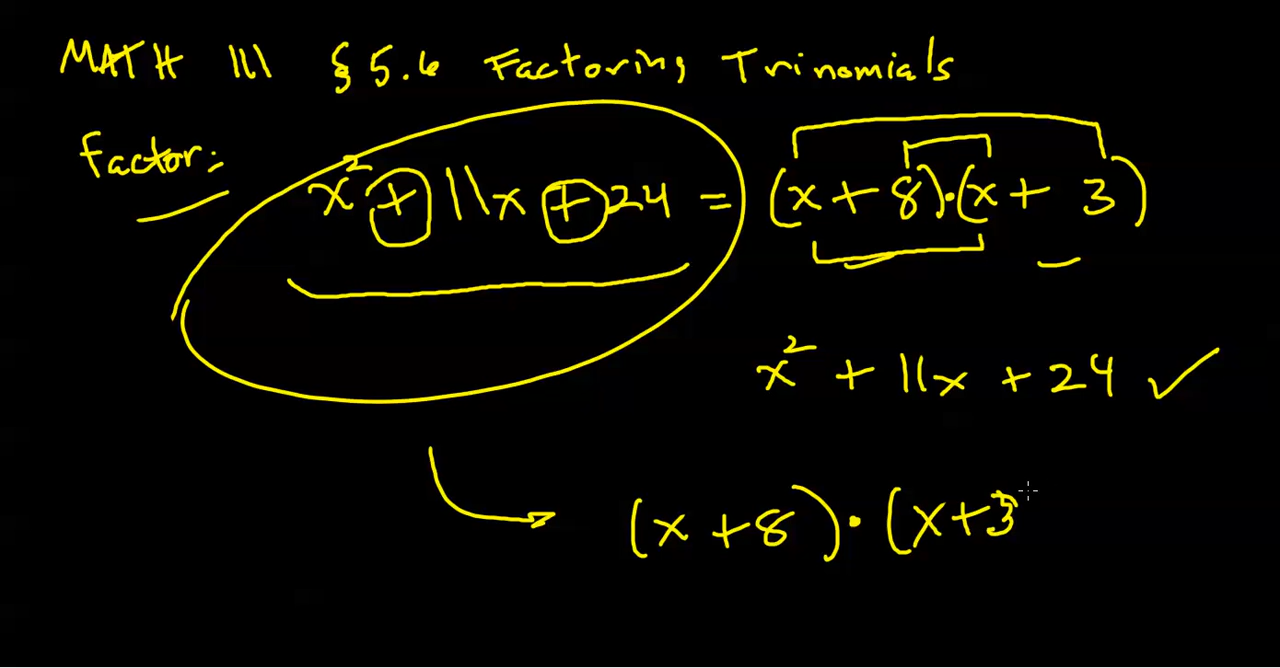 MATH 111 § 5.6 Factoring Trinomials
Factor: x² + 11x + 24 = (x + 8)·(x + 3)
x² + 11x + 24 ✓
(x + 8)·(x + 3